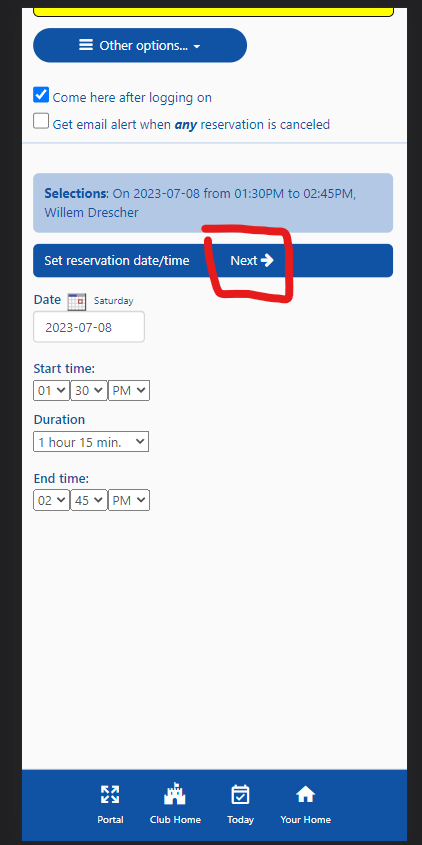 Other options...
Come here after logging on
Get email alert when any reservation is canceled
Selections: On 2023-07-08 from 01:30PM to 02:45PM,
Willem Drescher
Set reservation date/time Next
Date Saturday
2023-07-08
Start time:
01 30 PM
Duration
1 hour 15 min.
End time:
02 45 PM
Portal Club Home Today Your Home